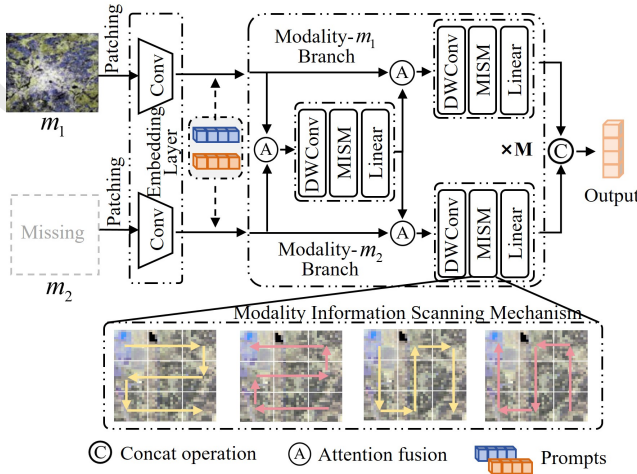 Patching
Conv
m1
Embedding
Layer
Missing
Patching
Conv
m2
Modality-m1
Branch
A
A
DWConv
MISM
Linear
A
Modality-m2
Branch
DWConv
MISM
Linear
×M
DWConv
MISM
Linear
C
Output
Modality Information Scanning Mechanism
C Concat operation
A Attention fusion
Prompts